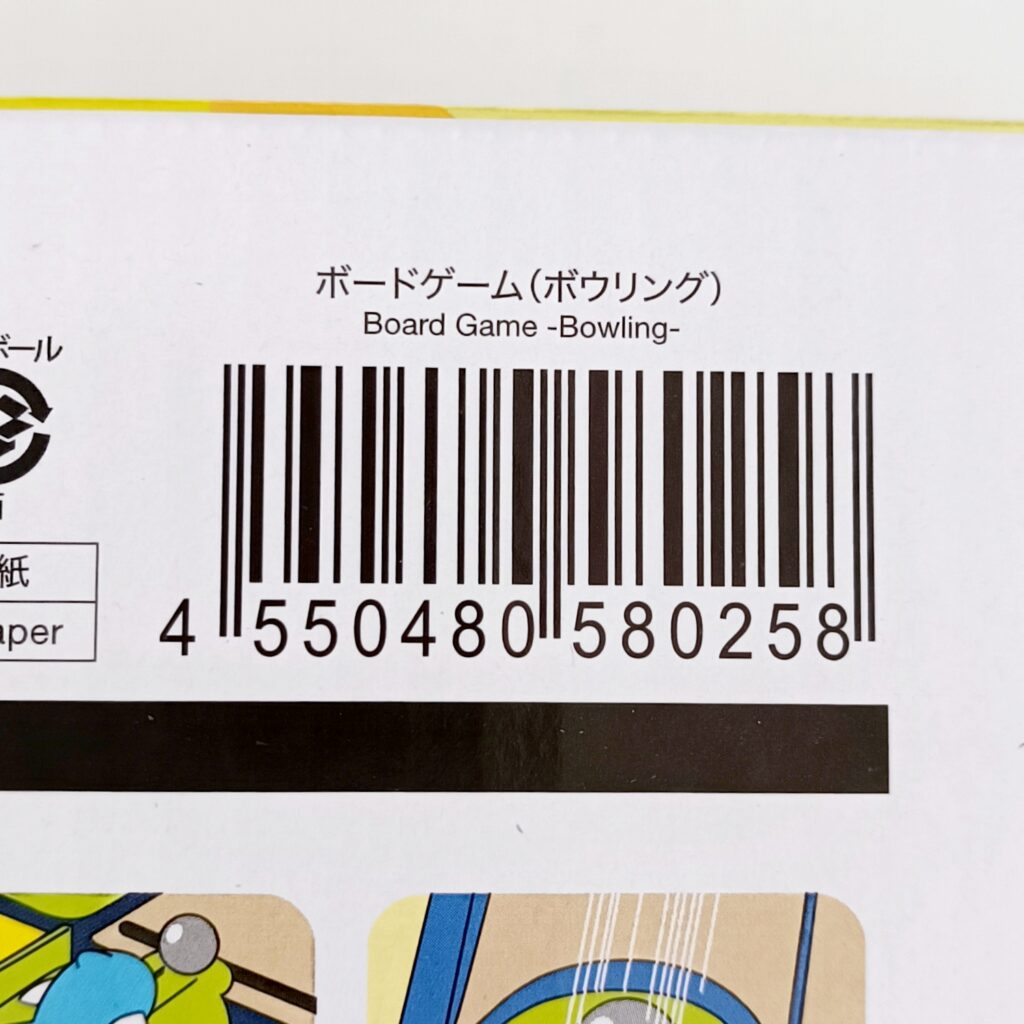 ボードゲーム（ボウリング）
Board Game -Bowling-
ボール
紙
aper
4 550480 580258